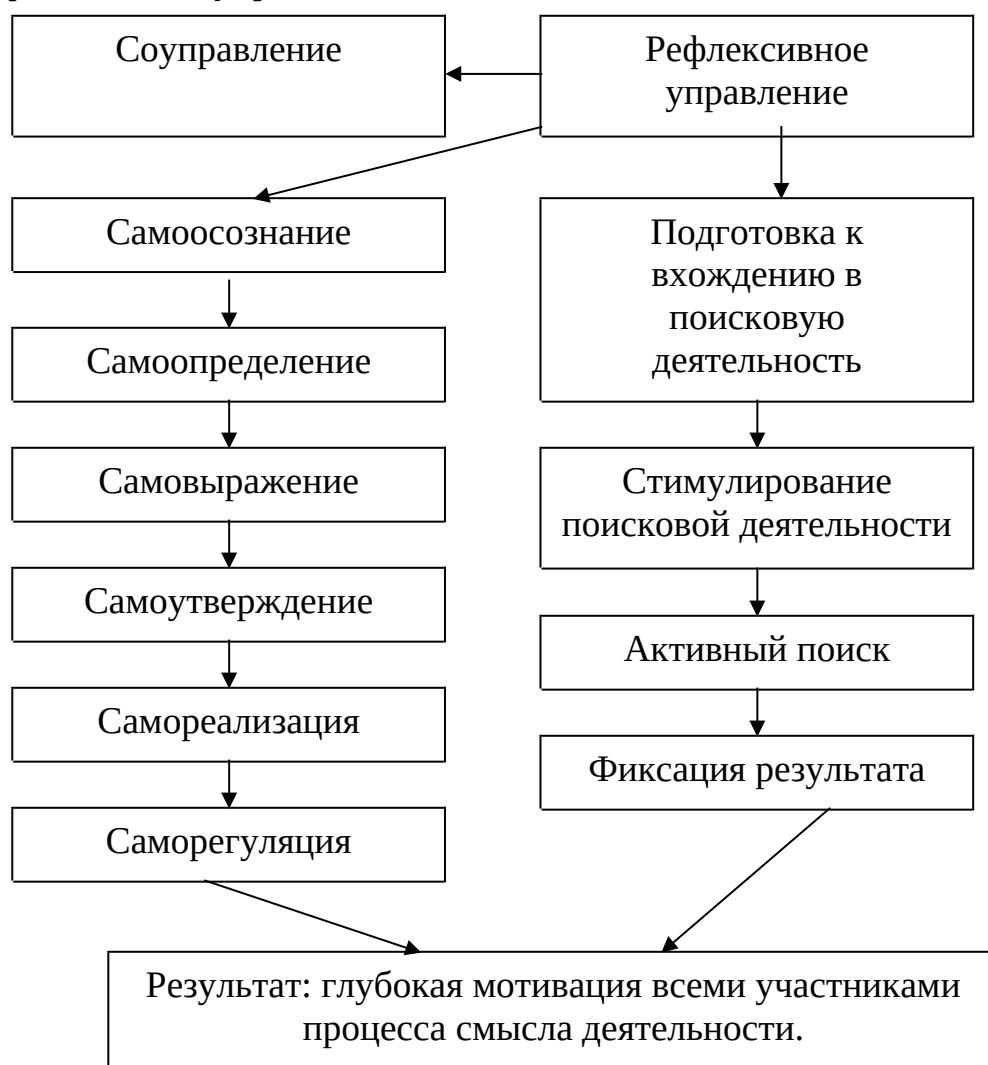 Соуправление
Рефлексивное
управление
Самоосознание
Самоопределение
Самовыражение
Самоутверждение
Самореализация
Саморегуляция
Подготовка к
вхождению в
поисковую
деятельность
Стимулирование
поисковой деятельности
Активный поиск
Фиксация результата
Результат: глубокая мотивация всеми участниками
процесса смысла деятельности.